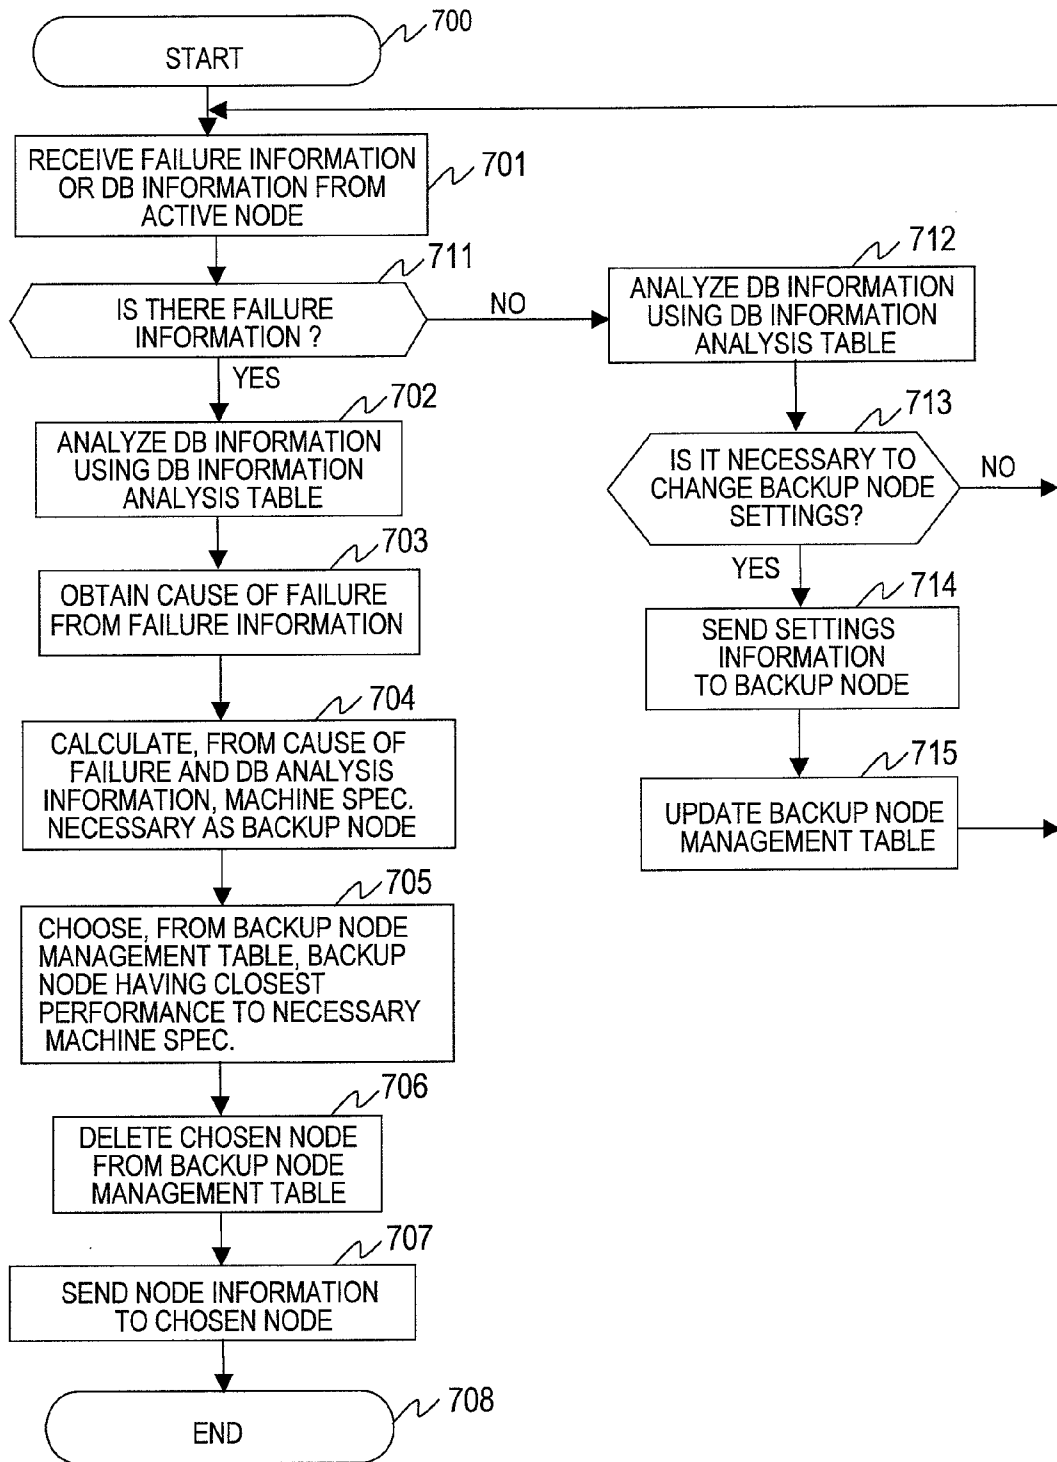 700
START
RECEIVE FAILURE INFORMATION
OR DB INFORMATION FROM
ACTIVE NODE
701
711
IS THERE FAILURE
INFORMATION ?
NO
YES
702
ANALYZE DB INFORMATION
USING DB INFORMATION
ANALYSIS TABLE
703
OBTAIN CAUSE OF FAILURE
FROM FAILURE INFORMATION
704
CALCULATE, FROM CAUSE OF
FAILURE AND DB ANALYSIS
INFORMATION, MACHINE SPEC.
NECESSARY AS BACKUP NODE
705
CHOOSE, FROM BACKUP NODE
MANAGEMENT TABLE, BACKUP
NODE HAVING CLOSEST
PERFORMANCE TO NECESSARY
MACHINE SPEC.
706
DELETE CHOSEN NODE
FROM BACKUP NODE
MANAGEMENT TABLE
707
SEND NODE INFORMATION
TO CHOSEN NODE
708
END
712
ANALYZE DB INFORMATION
USING DB INFORMATION
ANALYSIS TABLE
713
IS IT NECESSARY TO
CHANGE BACKUP NODE
SETTINGS?
NO
YES
714
SEND SETTINGS
INFORMATION
TO BACKUP NODE
715
UPDATE BACKUP NODE
MANAGEMENT TABLE